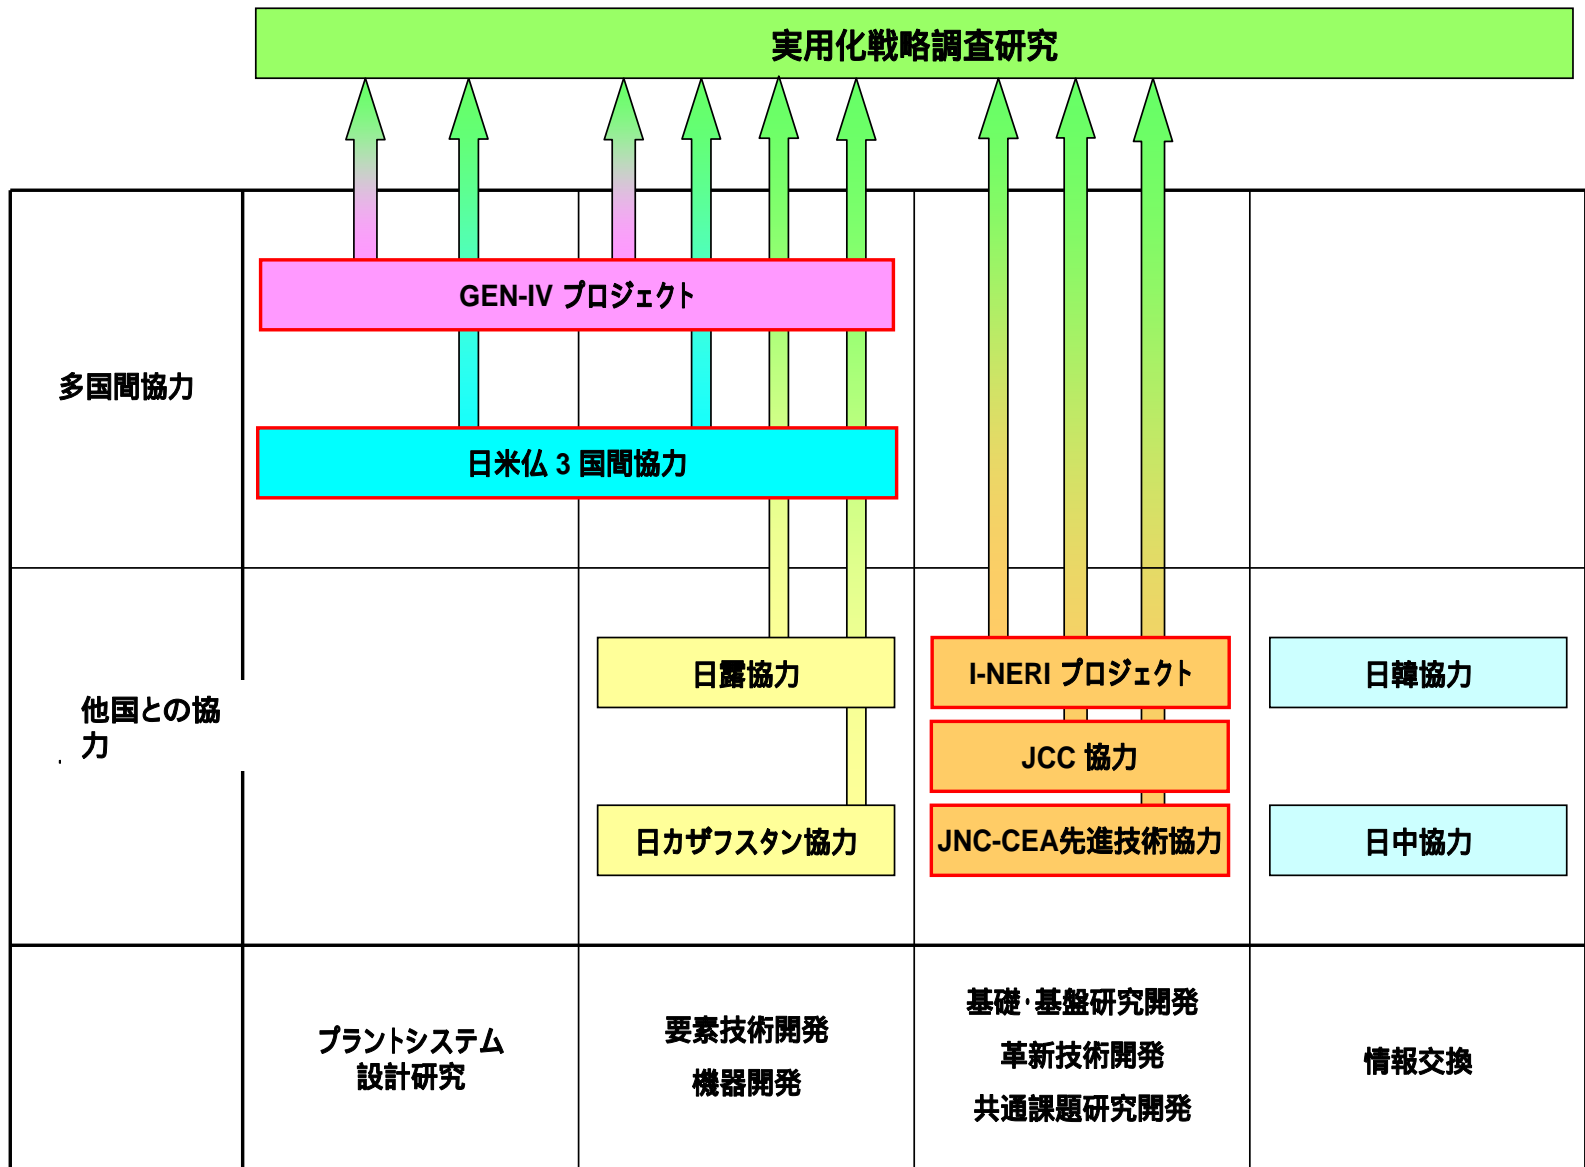 実用化戦略調査研究
GEN-IV プロジェクト
多国間協力
日米仏 3 国間協力
日露協力
I-NERI プロジェクト
日韓協力
他国との協
力
JCC 協力
日カザフスタン協力
JNC-CEA先進技術協力
日中協力
プラントシステム
設計研究
要素技術開発
機器開発
基礎・基盤研究開発
革新技術開発
共通課題研究開発
情報交換